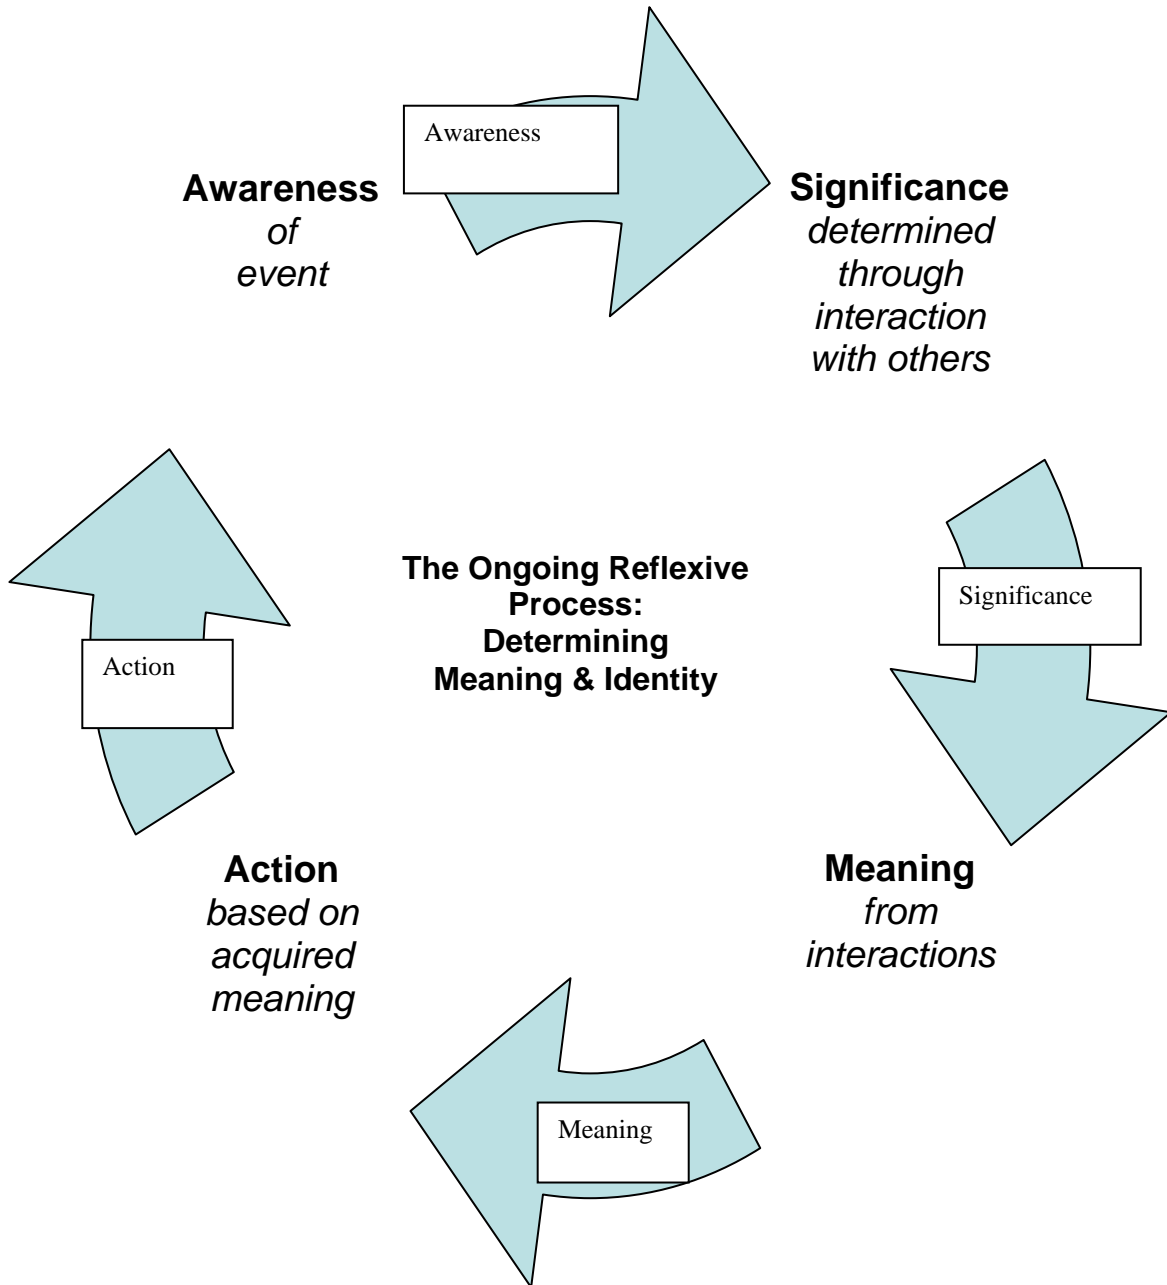 Awareness
Awareness
of
event
Significance
determined
through
interaction
with others
The Ongoing Reflexive
Process:
Determining
Meaning & Identity
Significance
Action
Action
based on
acquired
meaning
Meaning
from
interactions
Meaning